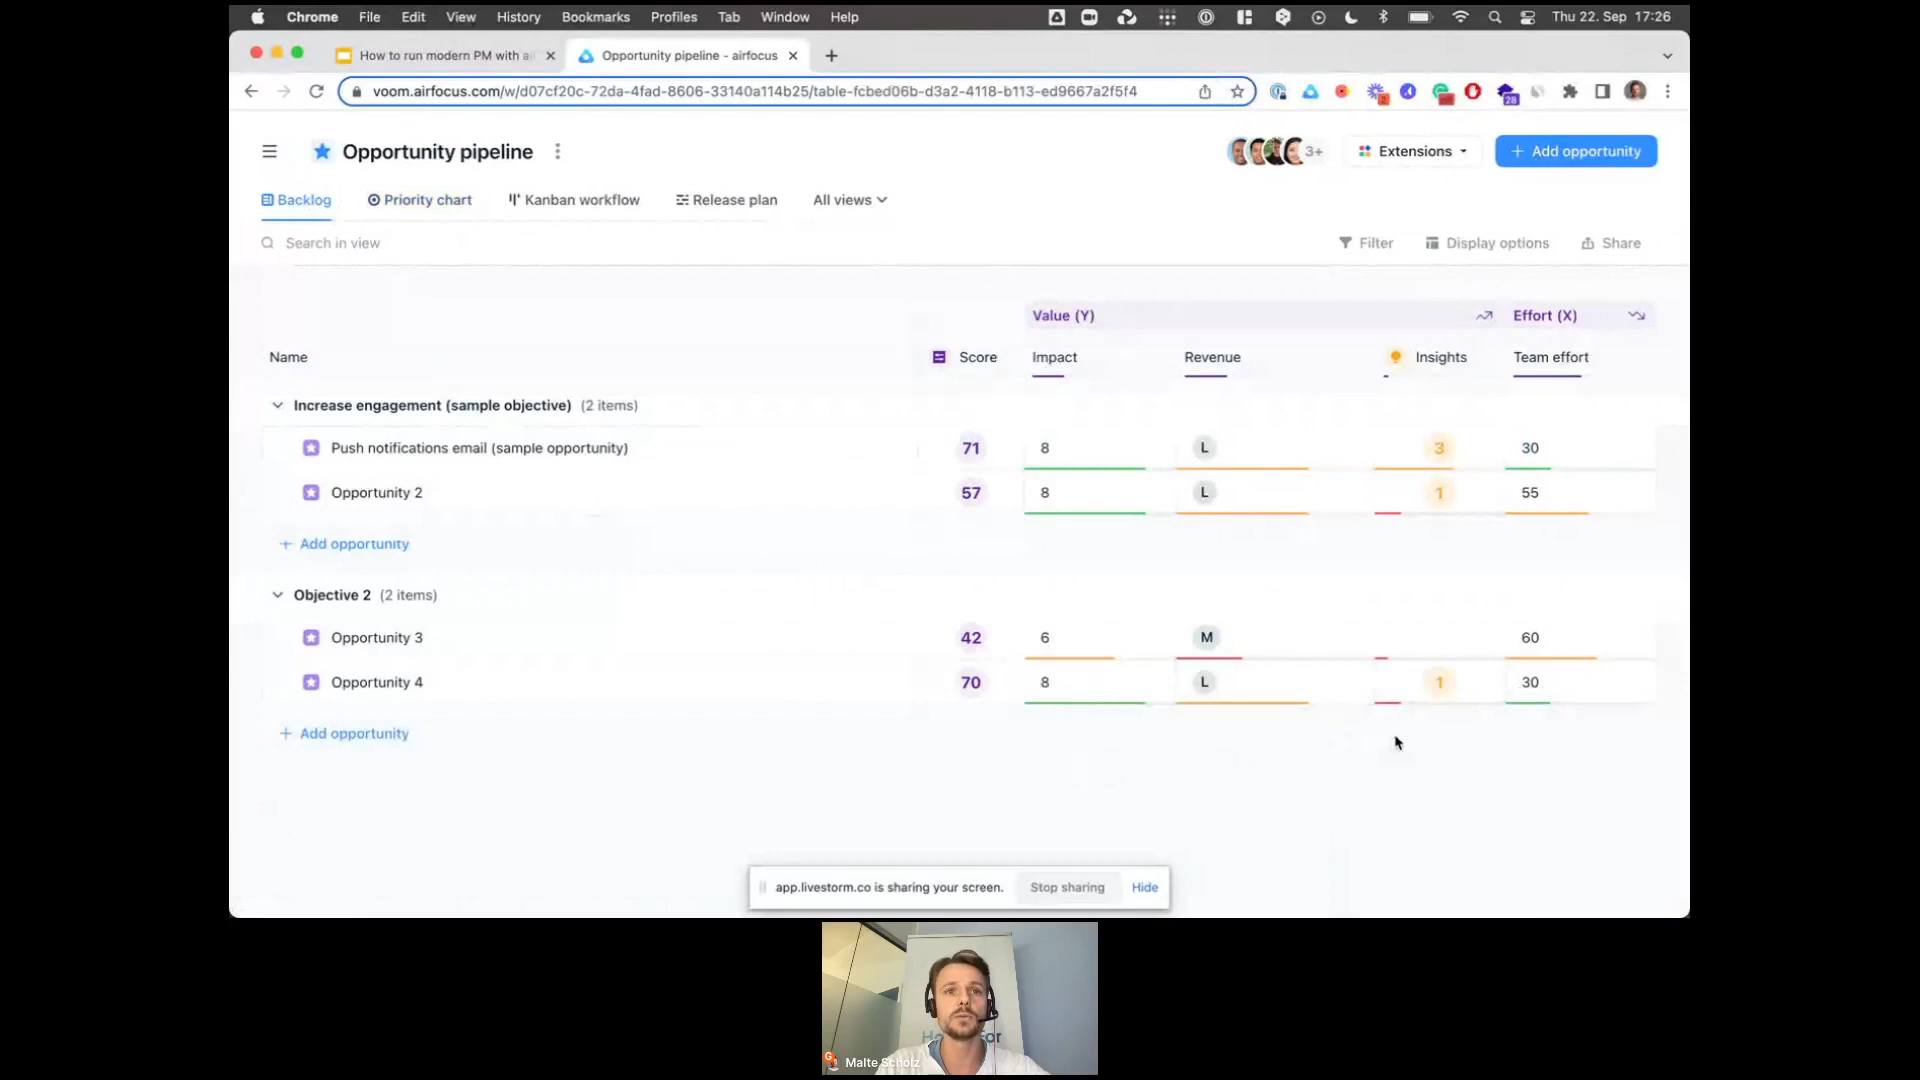 Chrome File Edit View History Bookmarks Profiles Tab Window Help Thu 22. Sep 17:26
How to run modern PM with ai Opportunity pipeline - airfocus
voom.airfocus.com/w/d07cf20c-72da-4fad-8606-33140a114b25/table-fcbed06b-d3a2-4118-b113-ed9667a2f5f4
2
28
Opportunity pipeline 3+ Extensions + Add opportunity
Backlog Priority chart Kanban workflow Release plan All views
Search in view Filter Display options Share
Value (Y) Effort (X)
Name Score Impact Revenue Insights Team effort
Increase engagement (sample objective) (2 items)
Push notifications email (sample opportunity) 71 8 L 3 30
Opportunity 2 57 8 L 1 55
+ Add opportunity
Objective 2 (2 items)
Opportunity 3 42 6 M 60
Opportunity 4 70 8 L 1 30
+ Add opportunity
app.livestorm.co is sharing your screen. Stop sharing Hide
Malte Scholz